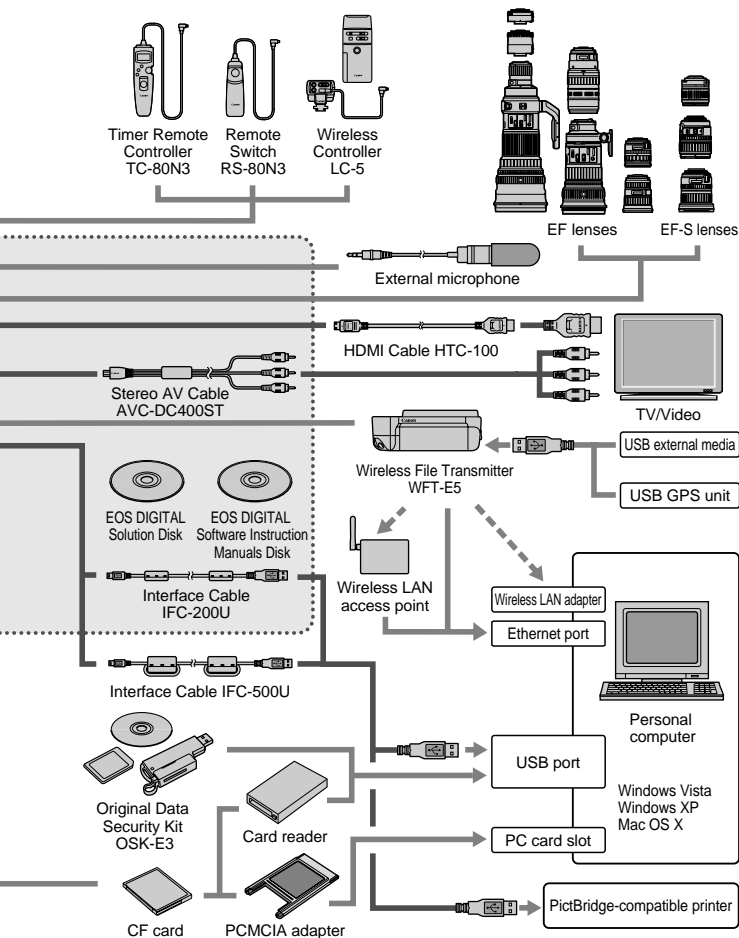 Timer Remote
Controller
TC-80N3
Remote
Switch
RS-80N3
Wireless
Controller
LC-5
EF lenses
EF-S lenses
External microphone
HDMI Cable HTC-100
Stereo AV Cable
AVC-DC400ST
TV/Video
Canon
Wireless File Transmitter
WFT-E5
USB external media
USB GPS unit
EOS DIGITAL
Solution Disk
EOS DIGITAL
Software Instruction
Manuals Disk
Interface Cable
IFC-200U
Wireless LAN
access point
Wireless LAN adapter
Ethernet port
Interface Cable IFC-500U
Personal
computer
USB port
Windows Vista
Windows XP
Mac OS X
Original Data
Security Kit
OSK-E3
Card reader
PC card slot
CF card
PCMCIA adapter
PictBridge-compatible printer